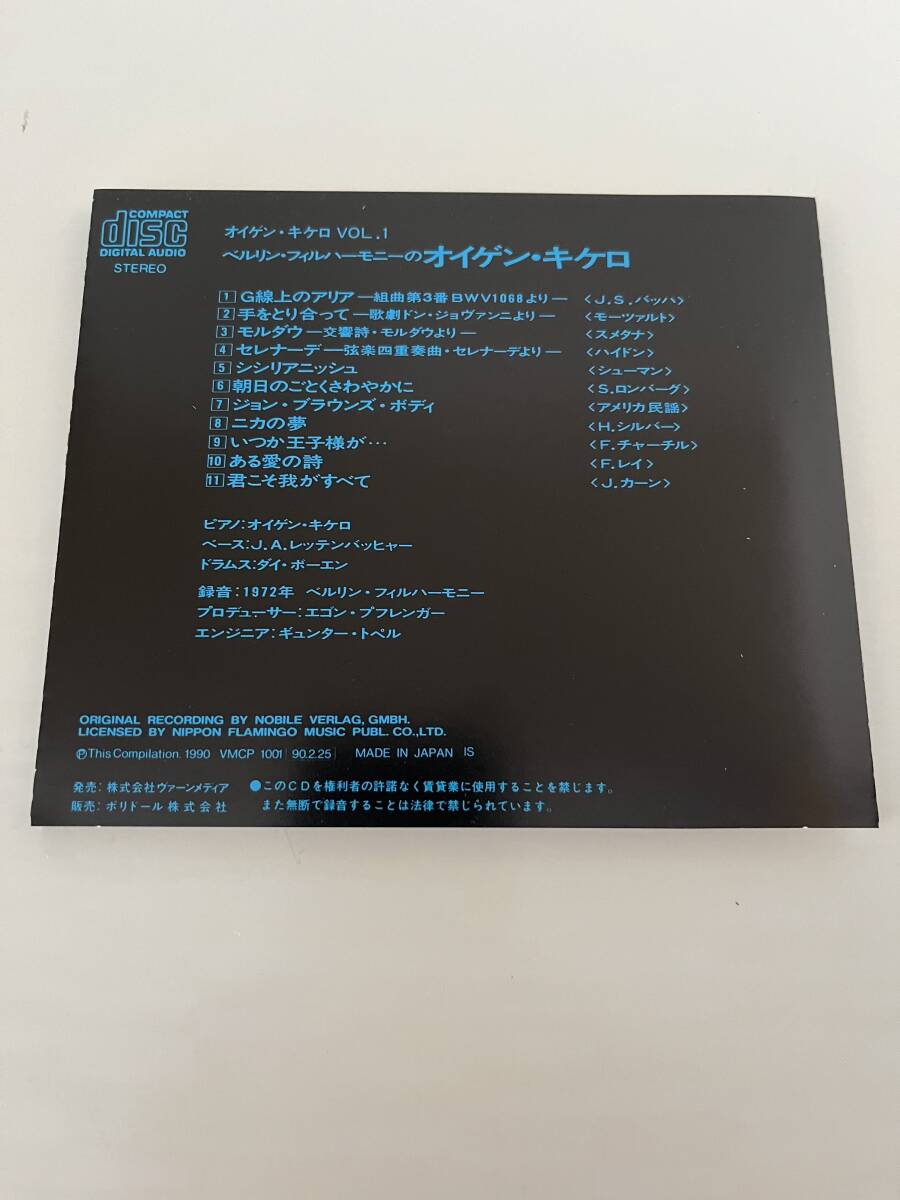 COMPACT
disc
DIGITAL AUDIO
STEREO
オイゲン・キケロ VOL.1
ベルリン・フィルハーモニーのオイゲン・キケロ
1 G線上のアリア—組曲第3番BWV1068より— 〈J.S.バッハ〉
2 手をとり合って—歌劇ドン・ジョヴァンニより— 〈モーツァルト〉
3 モルダウ—交響詩・モルダウより— 〈スメタナ〉
4 セレナーデ—弦楽四重奏曲・セレナーデより— 〈ハイドン〉
5 シシリアニッシュ 〈シューマン〉
6 朝日のごとくさわやかに 〈S.ロンバーグ〉
7 ジョン・ブラウンズ・ボディ 〈アメリカ民謡〉
8 ニカの夢 〈H.シルバー〉
9 いつか王子様が… 〈F.チャーチル〉
10 ある愛の詩 〈F.レイ〉
11 君こそ我がすべて 〈J.カーン〉
ピアノ:オイゲン・キケロ
ベース:J.A.レッテンバッヒャー
ドラムス:ダイ・ボーエン
録音:1972年 ベルリン・フィルハーモニー
プロデューサー:エゴン・プフレンガー
エンジニア:ギュンター・トペル
ORIGINAL RECORDING BY NOBILE VERLAG, GMBH.
LICENSED BY NIPPON FLAMINGO MUSIC PUBL. CO.,LTD.
ⓅThis Compilation. 1990 VMCP 1001 [90.2.25] MADE IN JAPAN IS
発売:株式会社ヴァーンメディア ●このCDを権利者の許諾なく賃貸業に使用することを禁じます。
販売:ポリドール株式会社 また無断で録音することは法律で禁じられています。